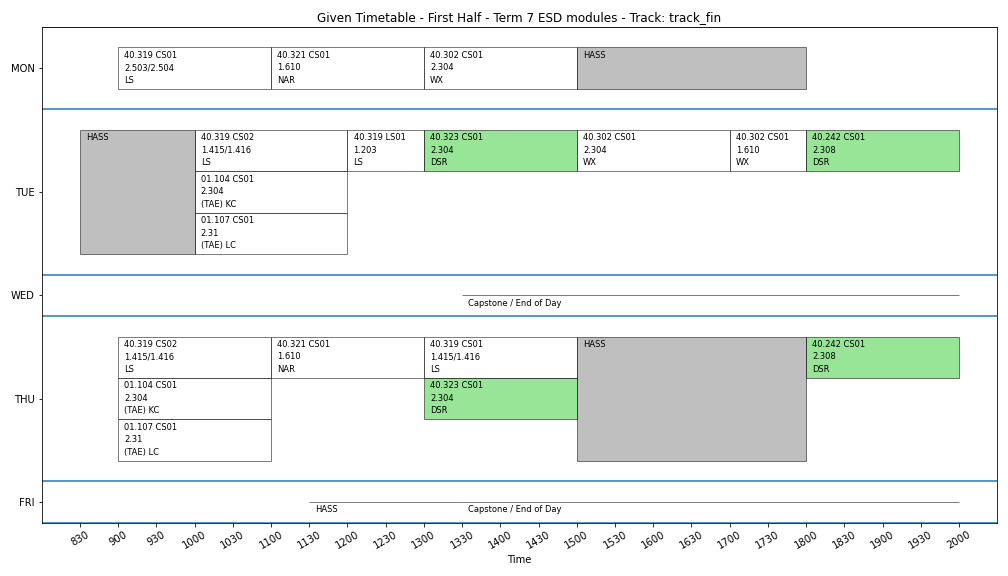 Given Timetable - First Half - Term 7 ESD modules - Track: track_fin
MON
40.319 CS01
2.503/2.504
LS
40.321 CS01
1.610
NAR
40.302 CS01
2.304
WX
HASS
TUE
HASS
40.319 CS02
1.415/1.416
LS
40.319 LS01
1.203
LS
40.323 CS01
2.304
DSR
40.302 CS01
2.304
WX
40.302 CS01
1.610
WX
40.242 CS01
2.308
DSR
01.104 CS01
2.304
(TAE) KC
01.107 CS01
2.31
(TAE) LC
WED
Capstone / End of Day
THU
40.319 CS02
1.415/1.416
LS
40.321 CS01
1.610
NAR
40.319 CS01
1.415/1.416
LS
HASS
40.242 CS01
2.308
DSR
01.104 CS01
2.304
(TAE) KC
40.323 CS01
2.304
DSR
01.107 CS01
2.31
(TAE) LC
FRI
HASS
Capstone / End of Day
830 900 930 1000 1030 1100 1130 1200 1230 1300 1330 1400 1430 1500 1600 1630 1700 1730 1800 1830 1900 1930 2000
Time